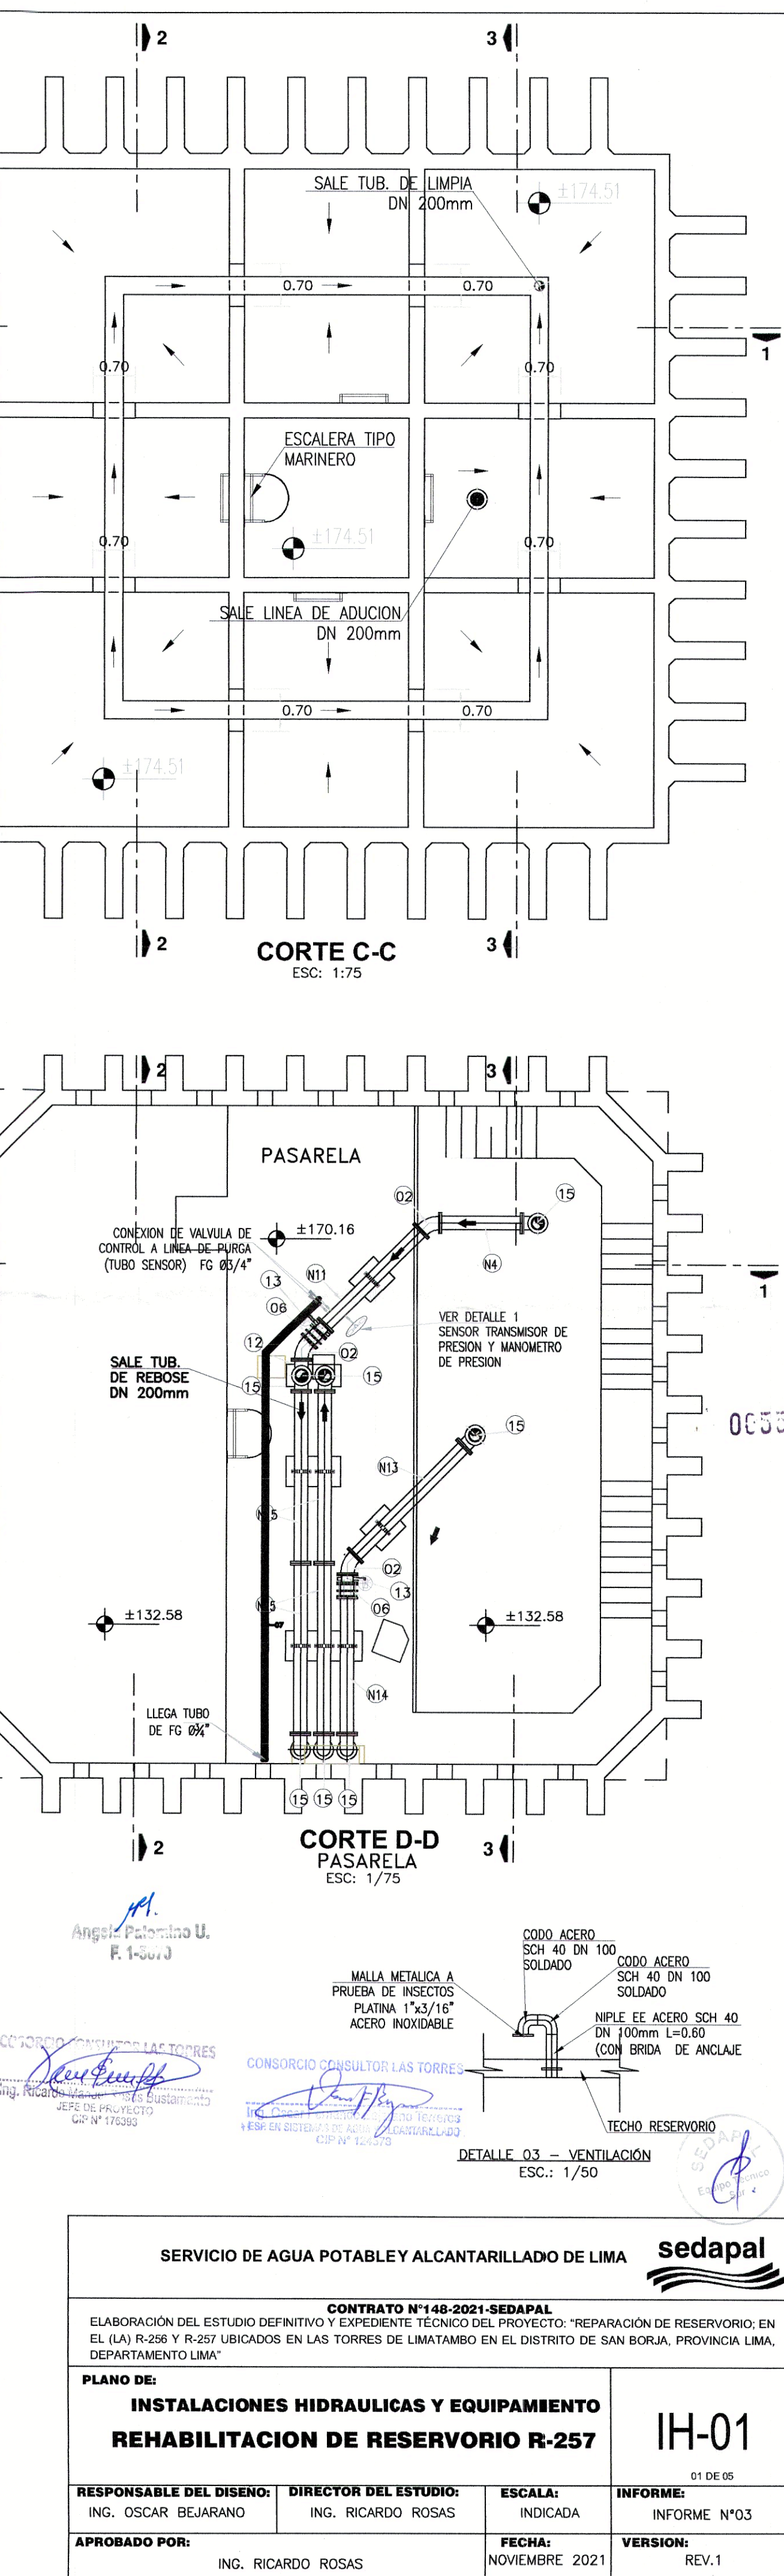 2
3
SALE TUB. DE LIMPIA
DN 200mm
±174.51
0.70
0.70
0.70
0.70
1
ESCALERA TIPO
MARINERO
±174.51
0.70
0.70
SALE LINEA DE ADUCION
DN 200mm
0.70
0.70
±174.51
2
3
CORTE C-C
ESC: 1:75
2
3
PASARELA
02
15
CONEXION DE VALVULA DE
CONTROL A LINEA DE PURGA
(TUBO SENSOR) FG Ø3/4"
±170.16
N4
N11
13
06
1
VER DETALLE 1
SENSOR TRANSMISOR DE
PRESION Y MANOMETRO
DE PRESION
12
02
SALE TUB.
DE REBOSE
DN 200mm
15
15
15
N13
02
13
06
±132.58
±132.58
N14
LLEGA TUBO
DE FG Ø¾"
15
15
15
2
3
CORTE D-D
PASARELA
ESC: 1/75
Angela Palomino U.
CODO ACERO
SCH 40 DN 100
SOLDADO
CODO ACERO
SCH 40 DN 100
SOLDADO
MALLA METALICA A
PRUEBA DE INSECTOS
PLATINA 1"x3/16"
ACERO INOXIDABLE
NIPLE EE ACERO SCH 40
DN 100mm L=0.60
(CON BRIDA DE ANCLAJE
TECHO RESERVORIO
DETALLE 03 - VENTILACIÓN
ESC.: 1/50
CONSORCIO CONSULTOR LAS TORRES
Ing. Ricardo
Bustamante
JEFE DE PROYECTO
CIP N° 176393
CONSORCIO CONSULTOR LAS TORRES
Ing. Oscar
CIP N°
SEDAPAL
Equipo Técnico
Sur
SERVICIO DE AGUA POTABLE Y ALCANTARILLADO DE LIMA
sedapal
CONTRATO N°148-2021-SEDAPAL
ELABORACIÓN DEL ESTUDIO DEFINITIVO Y EXPEDIENTE TÉCNICO DEL PROYECTO: "REPARACIÓN DE RESERVORIO; EN
EL (LA) R-256 Y R-257 UBICADOS EN LAS TORRES DE LIMATAMBO EN EL DISTRITO DE SAN BORJA, PROVINCIA LIMA,
DEPARTAMENTO LIMA"
PLANO DE:
INSTALACIONES HIDRAULICAS Y EQUIPAMIENTO
REHABILITACION DE RESERVORIO R-257
IH-01
01 DE 05
RESPONSABLE DEL DISEÑO:
ING. OSCAR BEJARANO
DIRECTOR DEL ESTUDIO:
ING. RICARDO ROSAS
ESCALA:
INDICADA
INFORME:
INFORME N°03
APROBADO POR:
ING. RICARDO ROSAS
FECHA:
NOVIEMBRE 2021
VERSION:
REV.1